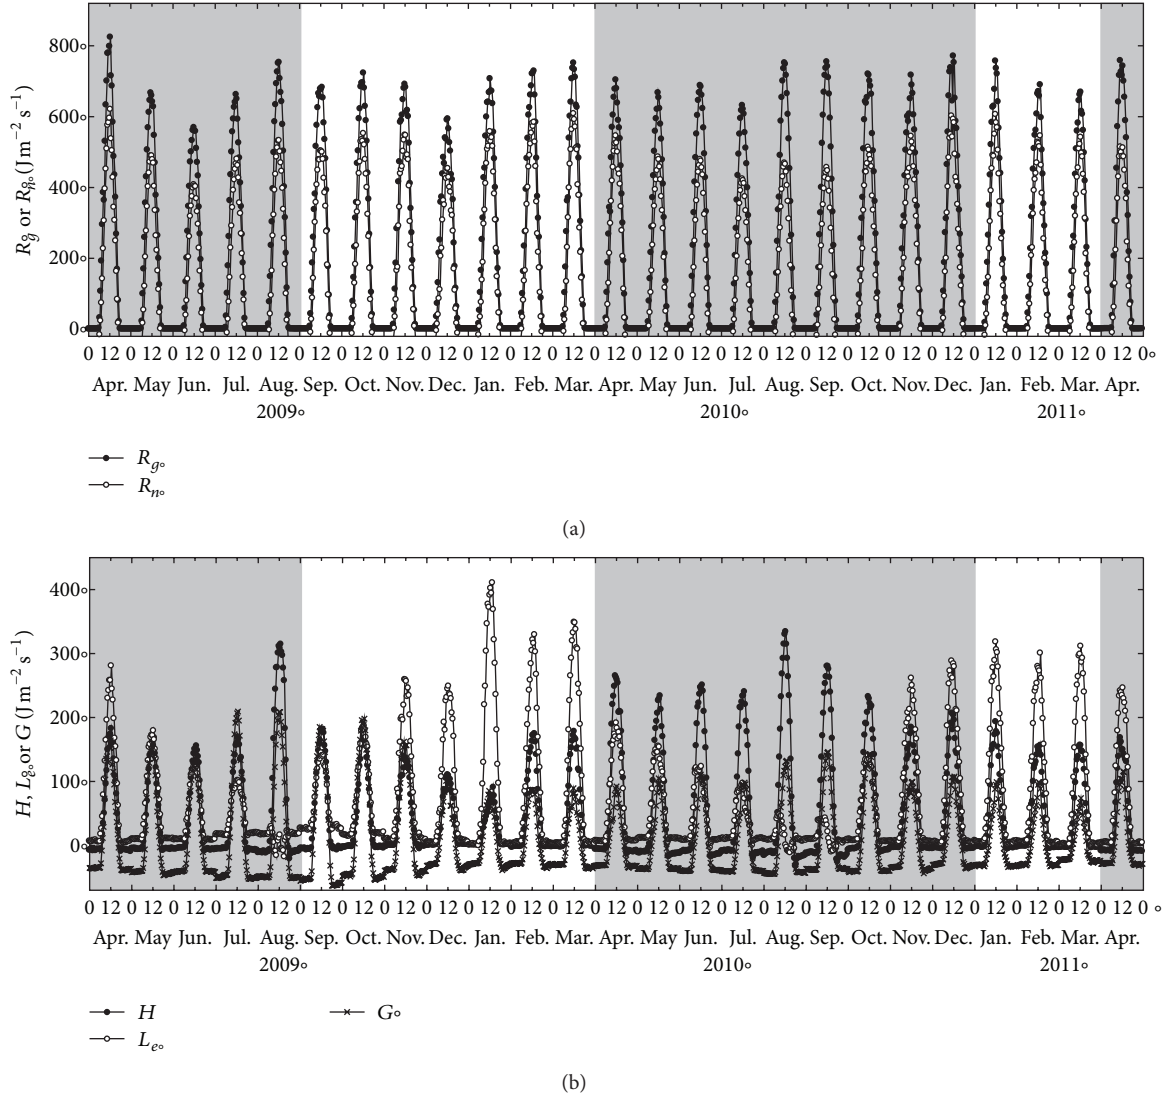 800∘
600∘
400∘
200∘
0∘
R_g∘ or R_n∘ (J m⁻² s⁻¹)
0 12 0 12 0 12 0 12 0 12 0 12 0 12 0 12 0 12 0 12 0 12 0 12 0 12 0 12 0 12 0 12 0 12 0 12 0 12 0 12 0 12 0 12 0 12 0 12 0 12 0∘
Apr. May Jun. Jul. Aug. Sep. Oct. Nov. Dec. Jan. Feb. Mar. Apr. May Jun. Jul. Aug. Sep. Oct. Nov. Dec. Jan. Feb. Mar. Apr.
2009∘ 2010∘ 2011∘
R_g∘
R_n∘
(a)
400∘
300∘
200∘
100∘
0∘
H, L_e∘ or G (J m⁻² s⁻¹)
0 12 0 12 0 12 0 12 0 12 0 12 0 12 0 12 0 12 0 12 0 12 0 12 0 12 0 12 0 12 0 12 0 12 0 12 0 12 0 12 0 12 0 12 0 12 0 12 0 12 0 ∘
Apr. May Jun. Jul. Aug. Sep. Oct. Nov. Dec. Jan. Feb. Mar. Apr. May Jun. Jul. Aug. Sep. Oct. Nov. Dec. Jan. Feb. Mar. Apr.
2009∘ 2010∘ 2011∘
H G∘
L_e∘
(b)